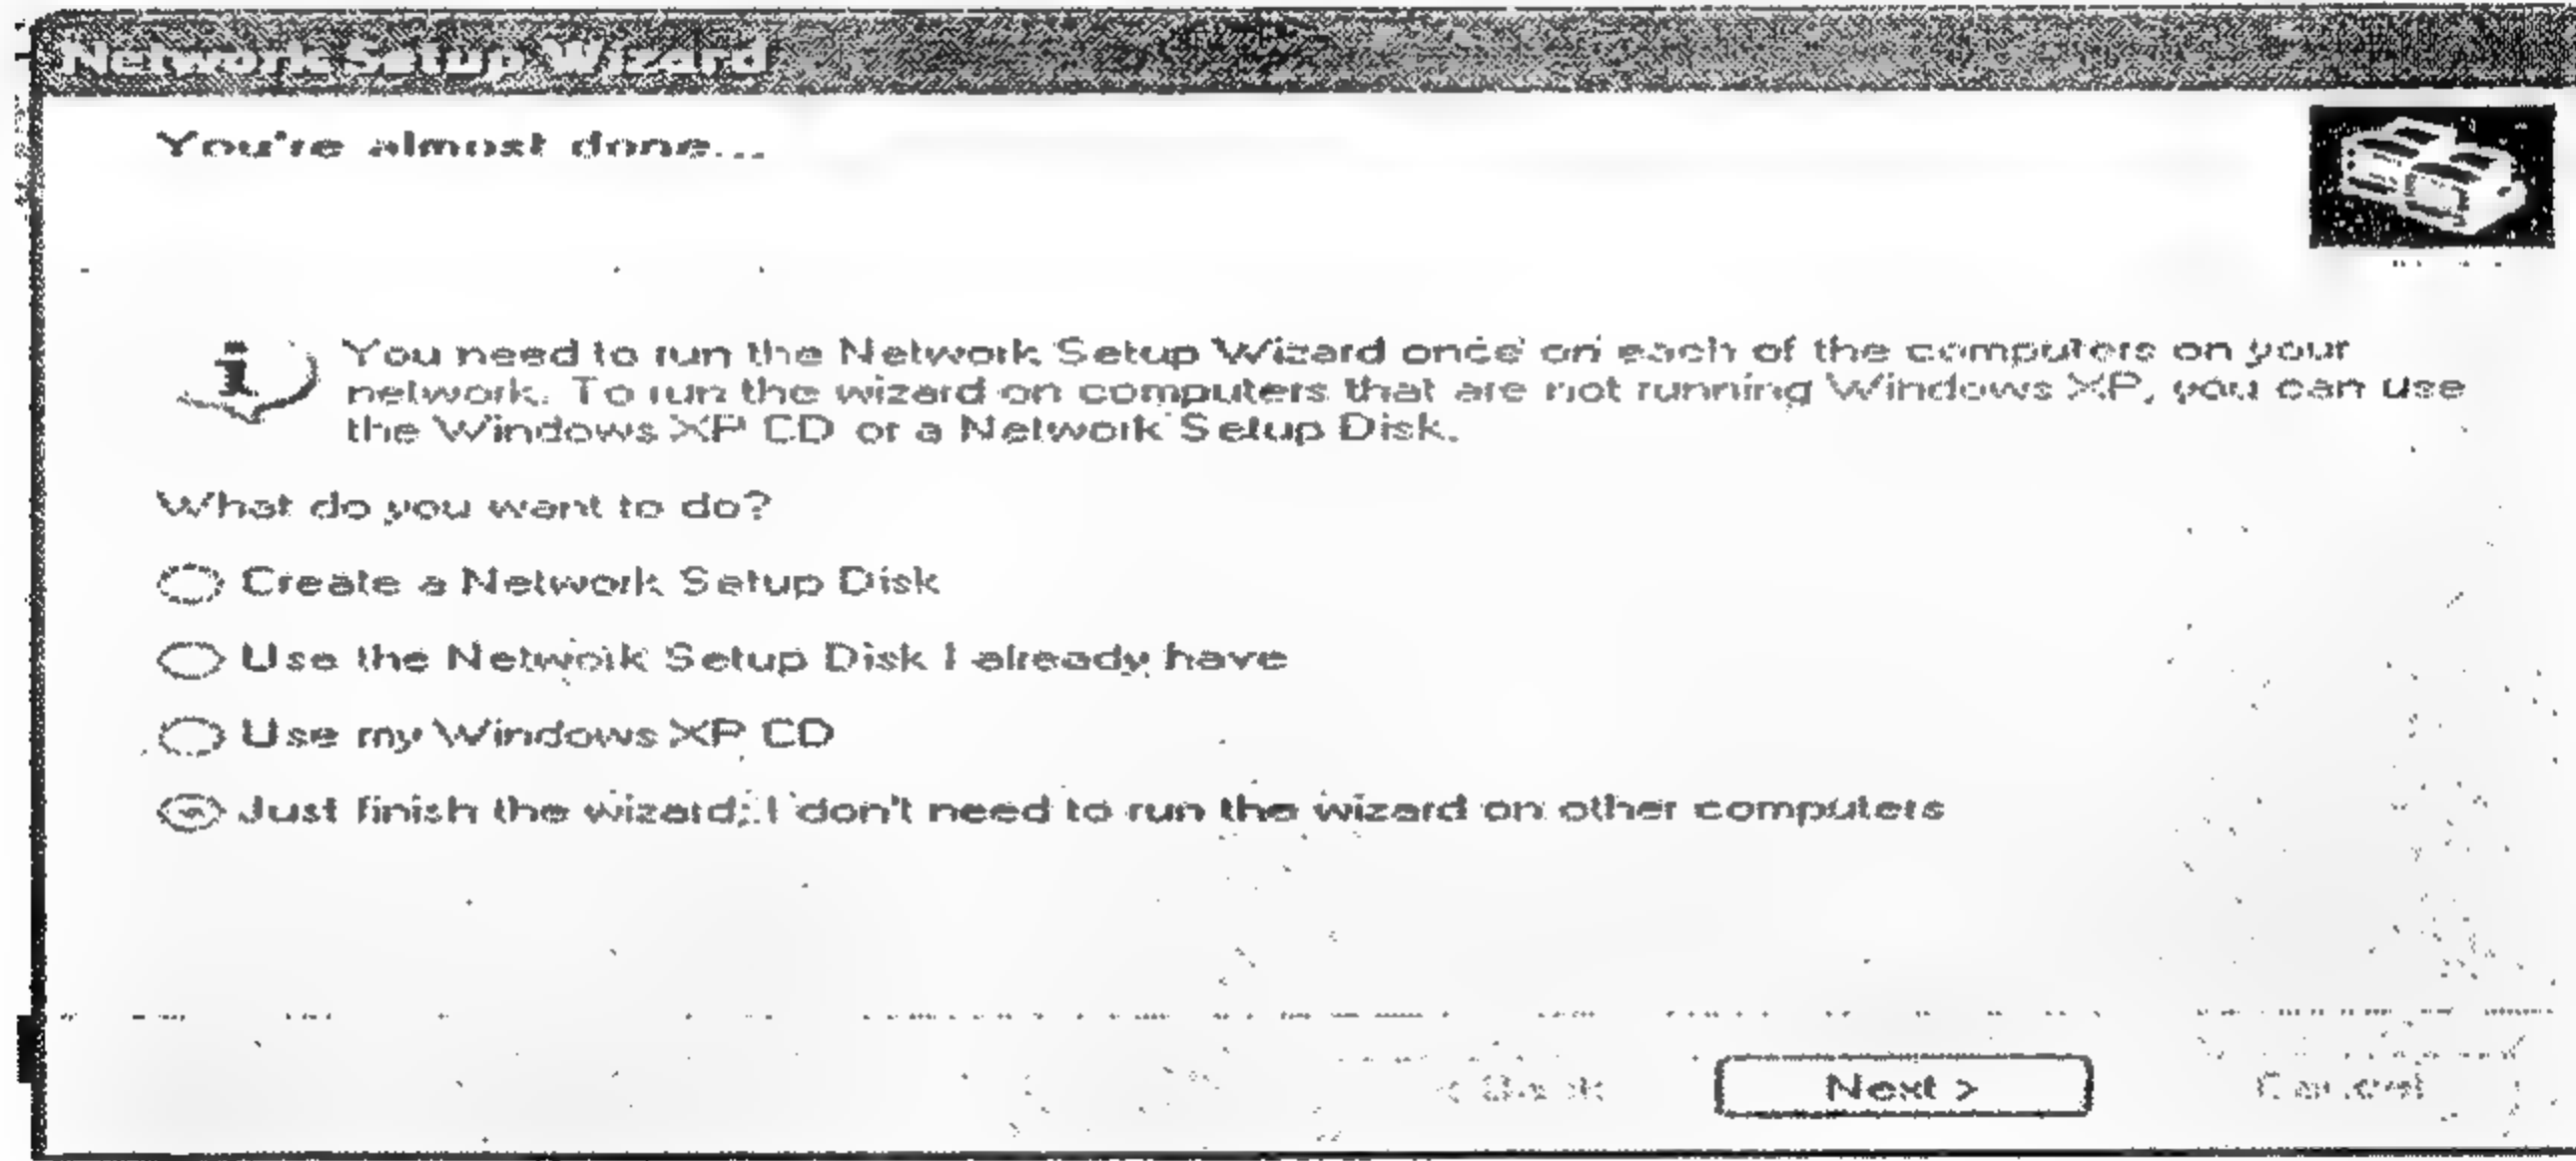 Network Setup Wizard
You're almost done...
You need to run the Network Setup Wizard once on each of the computers on your
network. To run the wizard on computers that are not running Windows XP, you can use
the Windows XP CD or a Network Setup Disk.
What do you want to do?
Create a Network Setup Disk
Use the Network Setup Disk I already have
Use my Windows XP CD
Just finish the wizard; I don't need to run the wizard on other computers
< Back
Next >
Cancel